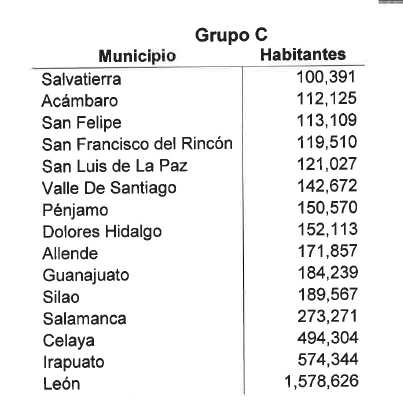 Grupo C
Municipio Habitantes
Salvatierra 100,391
Acámbaro 112,125
San Felipe 113,109
San Francisco del Rincón 119,510
San Luis de La Paz 121,027
Valle De Santiago 142,672
Pénjamo 150,570
Dolores Hidalgo 152,113
Allende 171,857
Guanajuato 184,239
Silao 189,567
Salamanca 273,271
Celaya 494,304
Irapuato 574,344
León 1,578,626